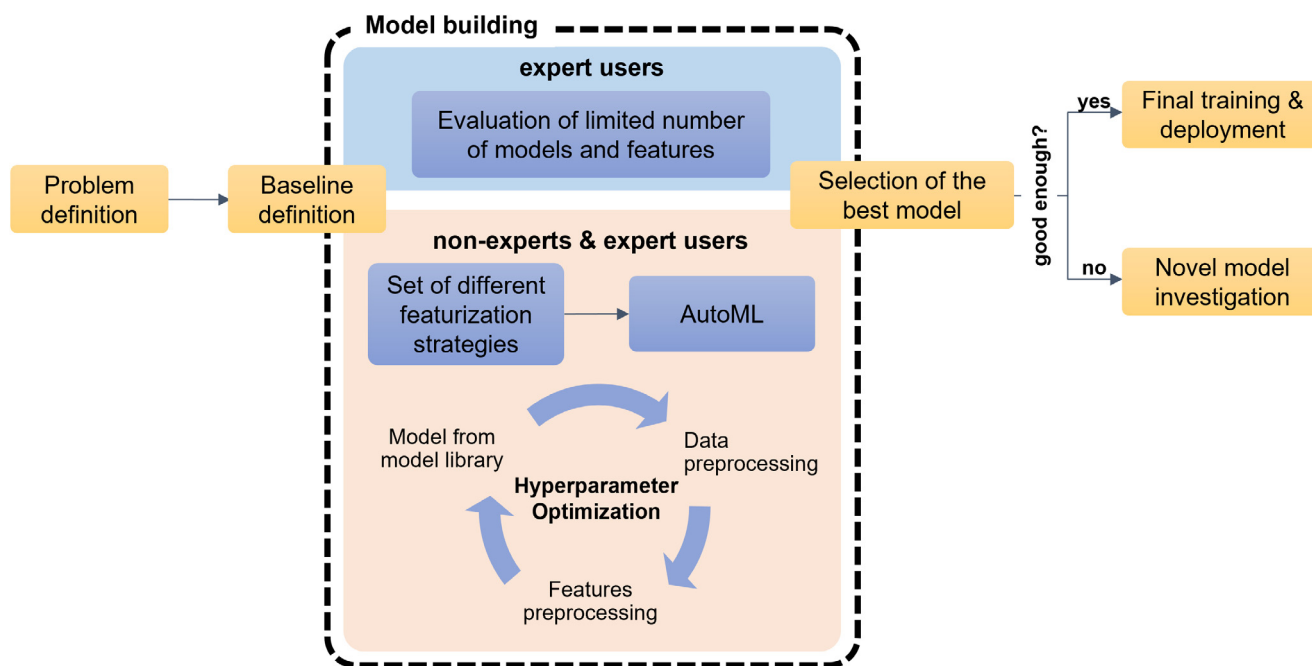 Model building
expert users
Evaluation of limited number
of models and features
Problem
definition
Baseline
definition
Selection of the
best model
good enough?
yes
Final training &
deployment
no
Novel model
investigation
non-experts & expert users
Set of different
featurization
strategies
AutoML
Model from
model library
Data
preprocessing
Hyperparameter
Optimization
Features
preprocessing